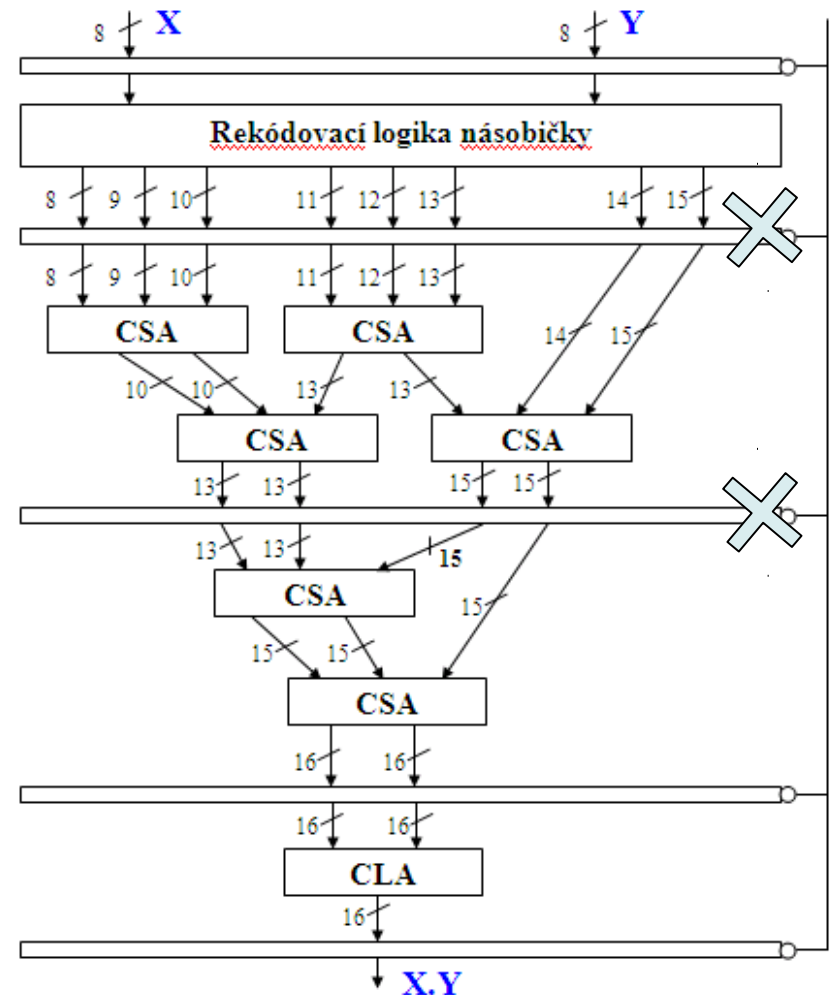 8 X 8 Y
Rekódovací logika násobičky
8 9 10 11 12 13 14 15
8 9 10 11 12 13
CSA CSA
14 15
10 10 13 13
CSA CSA
13 13 15 15
13 13 15
CSA
15
15 15
CSA
16 16
16 16
CLA
16
X.Y